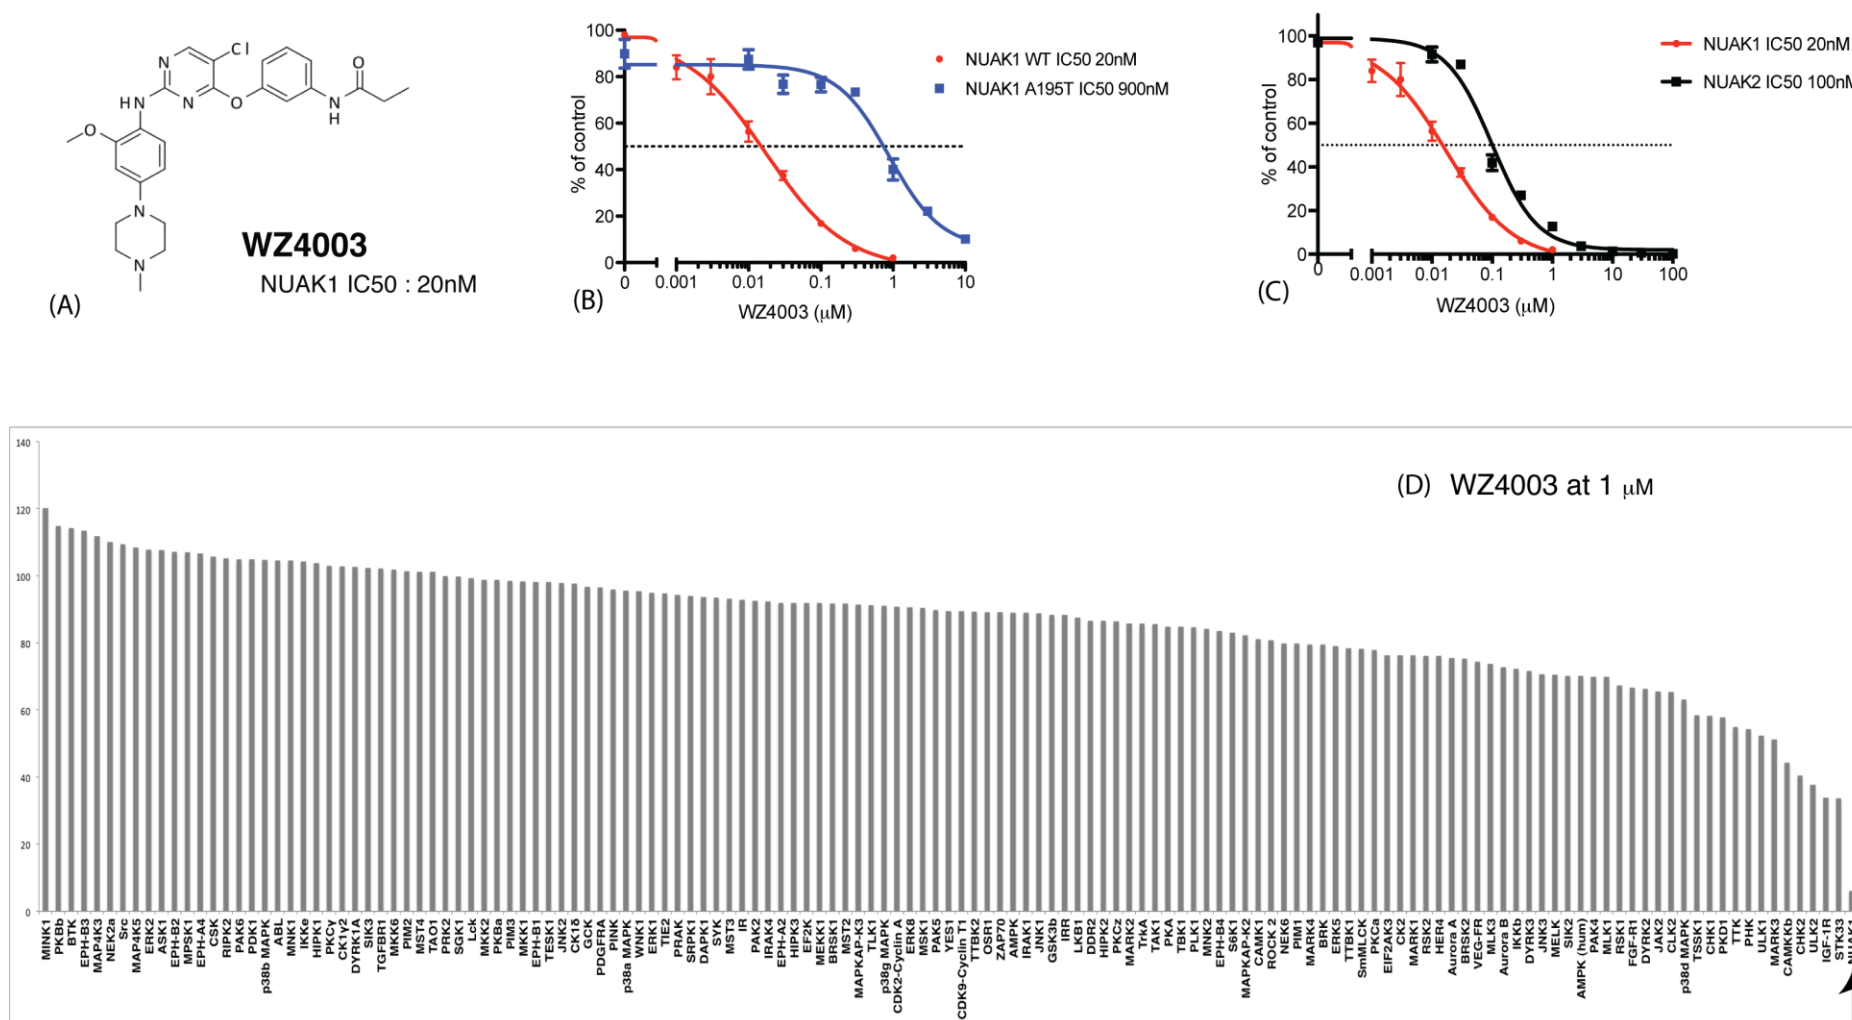 N
Cl
HN
N
O
N
H
O
O
N
N
WZ4003
NUAK1 IC50 : 20nM
(A)
100
80
60
40
20
0
% of control
0
0.001
0.01
0.1
1
10
WZ4003 (μM)
NUAK1 WT IC50 20nM
NUAK1 A195T IC50 900nM
(B)
100
80
60
40
20
0
% of control
0
0.001
0.01
0.1
1
10
100
WZ4003 (μM)
NUAK1 IC50 20nM
NUAK2 IC50 100nM
(C)
(D) WZ4003 at 1 μM
140
120
100
80
60
40
20
0
MINK1
PKBb
BTK
EPH-B3
MAP4K3
NEK2a
Src
MAP4K5
ERK2
ASK1
EPH-B2
MPSK1
EPH-A4
CSK
RIPK2
PAK6
PDK1
p38b MAPK
ABL
MNK1
IKKe
HIPK1
PKCγ
CK1γ2
DYRK1A
SIK3
TGFBR1
MKK6
PIM2
MST4
TAO1
PRK2
SGK1
Lck
MKK2
PKBa
PIM3
MKK1
EPH-B1
TESK1
JNK2
CK1δ
GCK
PDGFRA
PINK
p38a MAPK
WNK1
ERK1
TIE2
PRAK
SRPK1
DAPK1
SYK
MST3
IR
PAK2
IRAK4
EPH-A2
HIPK3
EF2K
MEKK1
BRSK1
MST2
MAPKAP-K3
TLK1
p38g MAPK
CDK2-Cyclin A
ERK8
MSK1
PAK5
YES1
CDK9-Cyclin T1
TTBK2
OSR1
ZAP70
AMPK
IRAK1
JNK1
GSK3b
IRR
LKB1
DDR2
HIPK2
PKCz
MARK2
TrkA
TAK1
PKA
TBK1
PLK1
MNK2
EPH-B4
S6K1
MAPKAP-K2
CAMK1
ROCK 2
NEK6
PIM1
MARK4
BRK
ERK5
TTBK1
SmMLCK
PKCa
EIF2AK3
CK2
MARK1
RSK2
HER4
Aurora A
BRSK2
VEG-FR
MLK3
Aurora B
IKKb
DYRK3
JNK3
MELK
SIK2
AMPK (hum)
PAK4
MLK1
RSK1
FGF-R1
DYRK2
JAK2
CLK2
p38d MAPK
TSSK1
CHK1
PKD1
TTK
PHK
ULK1
MARK3
CAMKKb
CHK2
ULK2
IGF-1R
STK33
NUAK1